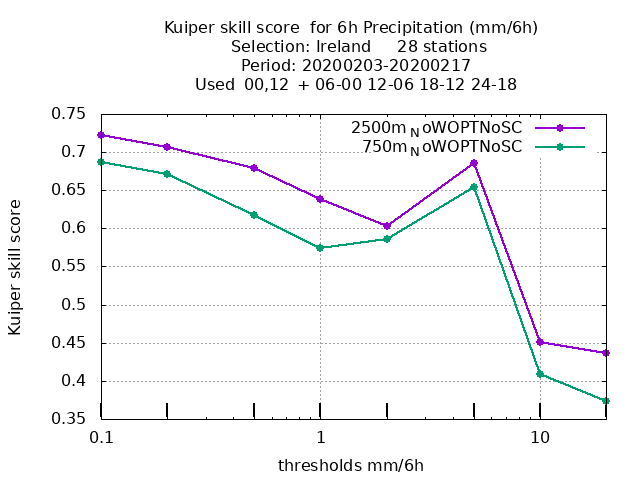 Kuiper skill score  for 6h Precipitation (mm/6h)
Selection: Ireland     28 stations
Period: 20200203-20200217
Used  00,12  + 06-00 12-06 18-12 24-18
2500m_NoWOPTNoSC
750m_NoWOPTNoSC
0.75
0.7
0.65
0.6
0.55
0.5
0.45
0.4
0.35
Kuiper skill score
0.1 1 10
thresholds mm/6h